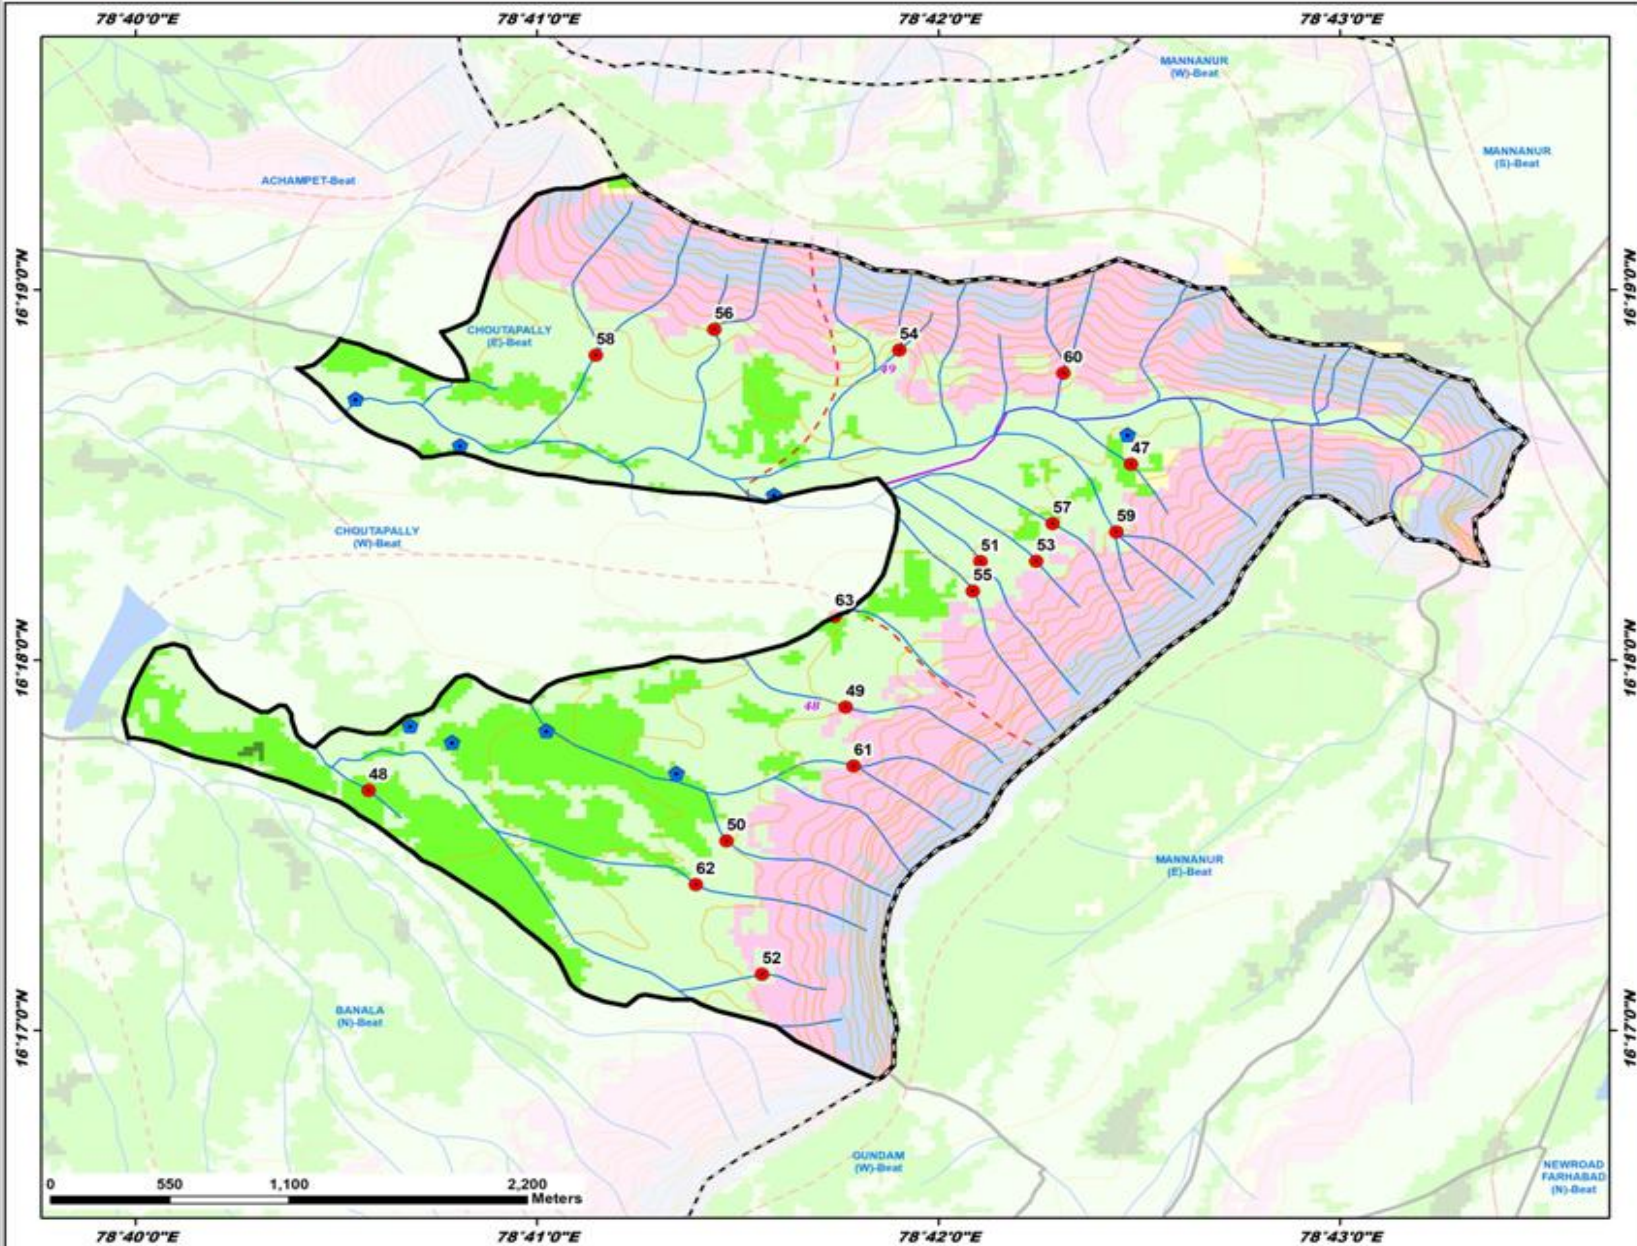 78°40'0"E 78°41'0"E 78°42'0"E 78°43'0"E
MANNANUR
(W)-Beat
MANNANUR
(S)-Beat
ACHAMPET-Beat
16°19'0"N 16°19'0"N
CHOUTAPALLY
(E)-Beat
56
58
54
49
60
47
57
59
51
53
55
CHOUTAPALLY
(W)-Beat
63
16°18'0"N 16°18'0"N
49
48
61
48
50
62
MANNANUR
(E)-Beat
52
BANALA
(N)-Beat
16°17'0"N 16°17'0"N
GUNDAM
(W)-Beat
NEWROAD
FARHABAD
(N)-Beat
0 550 1,100 2,200
Meters
78°40'0"E 78°41'0"E 78°42'0"E 78°43'0"E